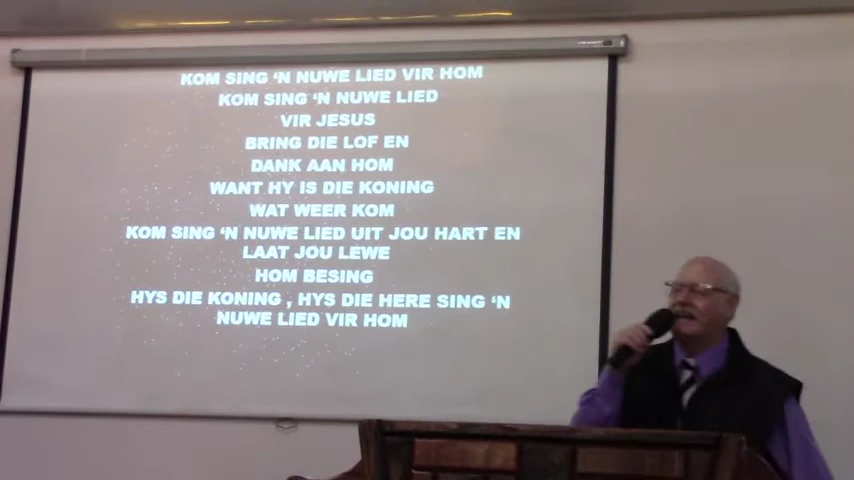 KOM SING ‘N NUWE LIED VIR HOM
KOM SING ‘N NUWE LIED
VIR JESUS
BRING DIE LOF EN
DANK AAN HOM
WANT HY IS DIE KONING
WAT WEER KOM
KOM SING ‘N NUWE LIED UIT JOU HART EN
LAAT JOU LEWE
HOM BESING
HYS DIE KONING , HYS DIE HERE SING ‘N
NUWE LIED VIR HOM